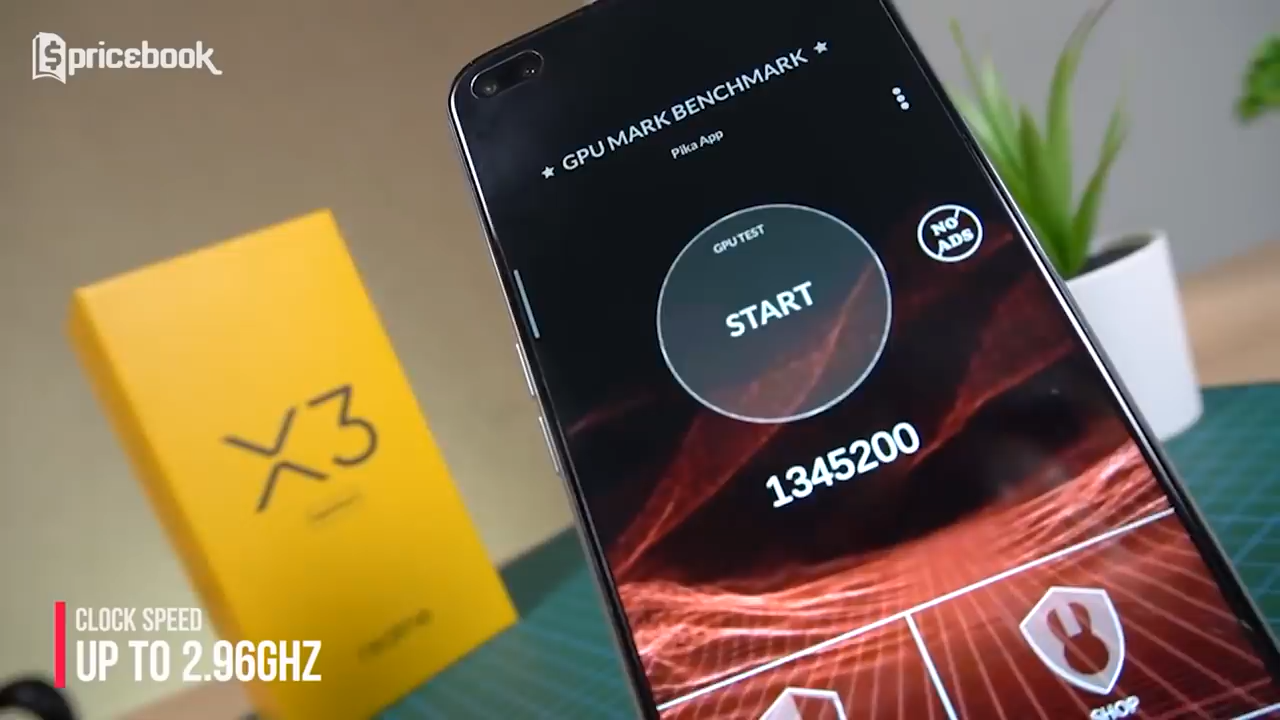 pricebook
★ GPU MARK BENCHMARK ★
Pika App
NO ADS
GPU TEST
START
1345200
X3
SHOP
CLOCK SPEED
UP TO 2.96GHZ